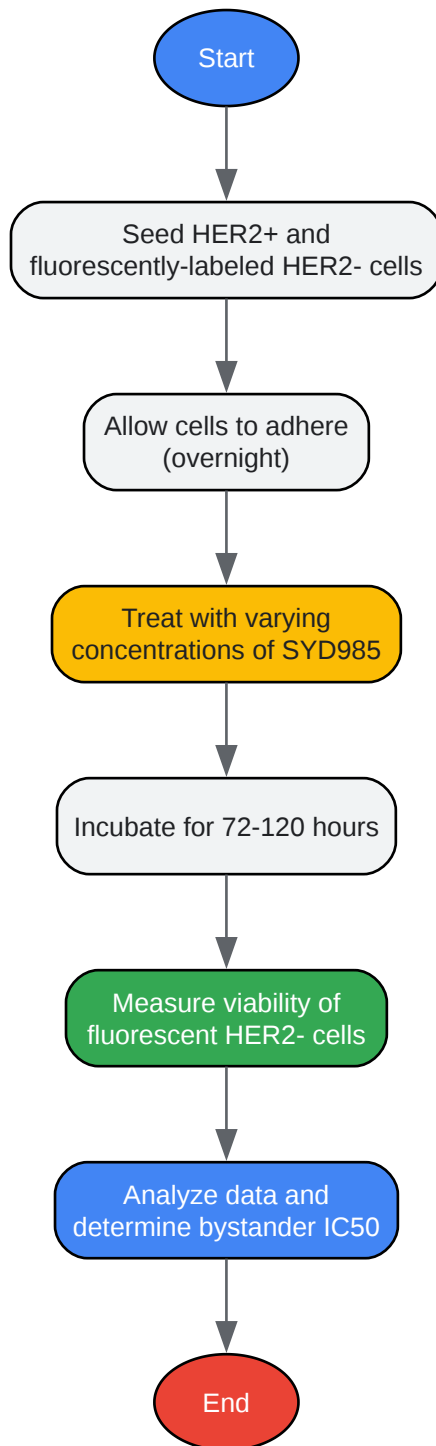 Start
Seed HER2+ and
fluorescently-labeled HER2- cells
Allow cells to adhere
(overnight)
Treat with varying
concentrations of SYD985
Incubate for 72-120 hours
Measure viability of
fluorescent HER2- cells
Analyze data and
determine bystander IC50
End